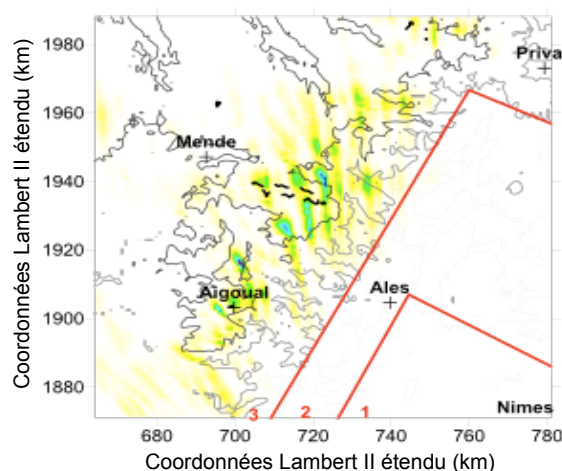 Coordonnées Lambert II étendu (km)
1980
1960
1940
1920
1900
1880
Priva
Mende
Aigoual
Ales
Nimes
3
2
1
680
700
720
740
760
780
Coordonnées Lambert II étendu (km)